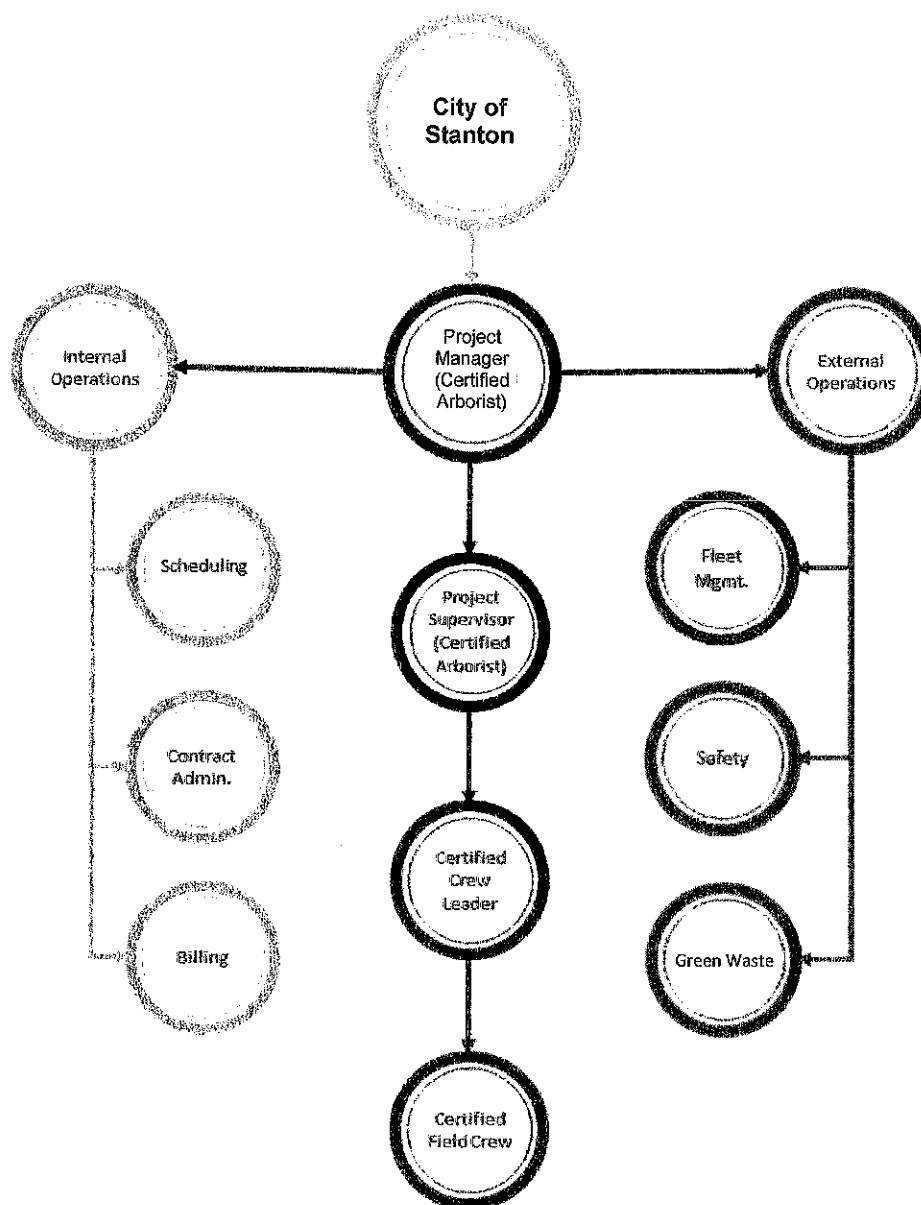 City of
Stanton
Internal
Operations
Project
Manager
(Certified
Arborist)
External
Operations
Scheduling
Project
Supervisor
(Certified
Arborist)
Fleet
Mgmt.
Contract
Admin.
Safety
Certified
Crew
Leader
Billing
Green Waste
Certified
Field Crew